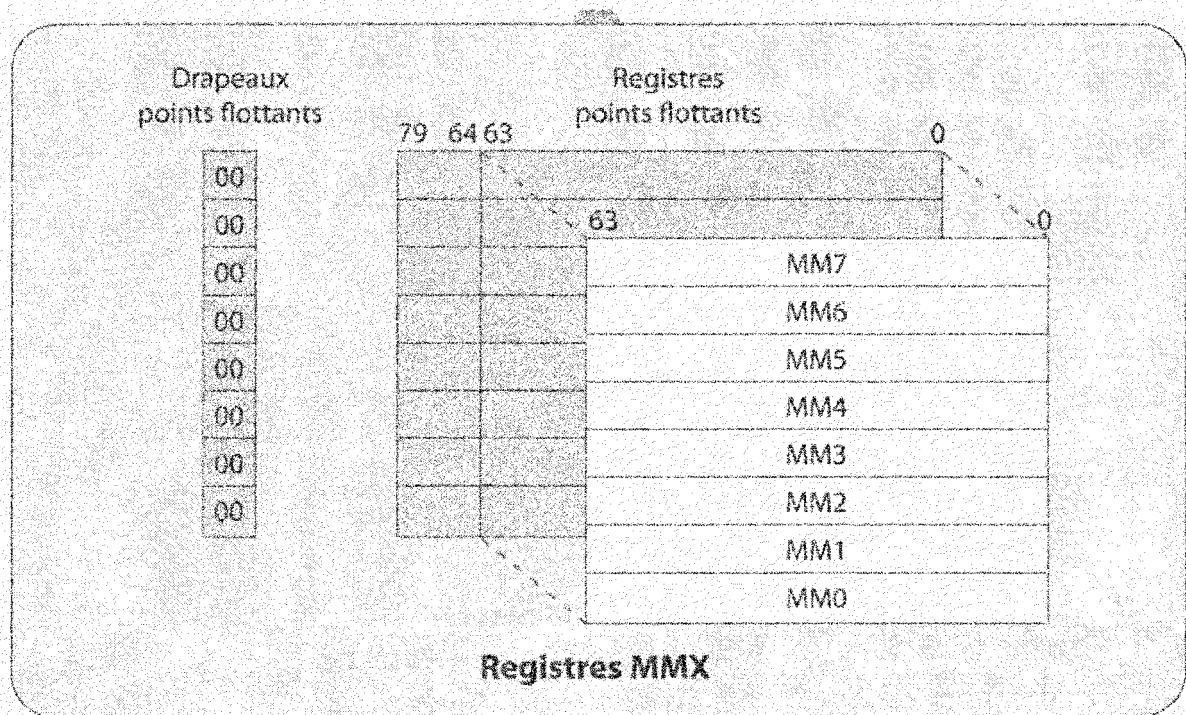 Drapeaux
points flottants
Registres
points flottants
79 64 63 0
00
00
63 0
00
MM7
00
MM6
00
MM5
00
MM4
00
MM3
00
MM2
MM1
MM0
Registres MMX